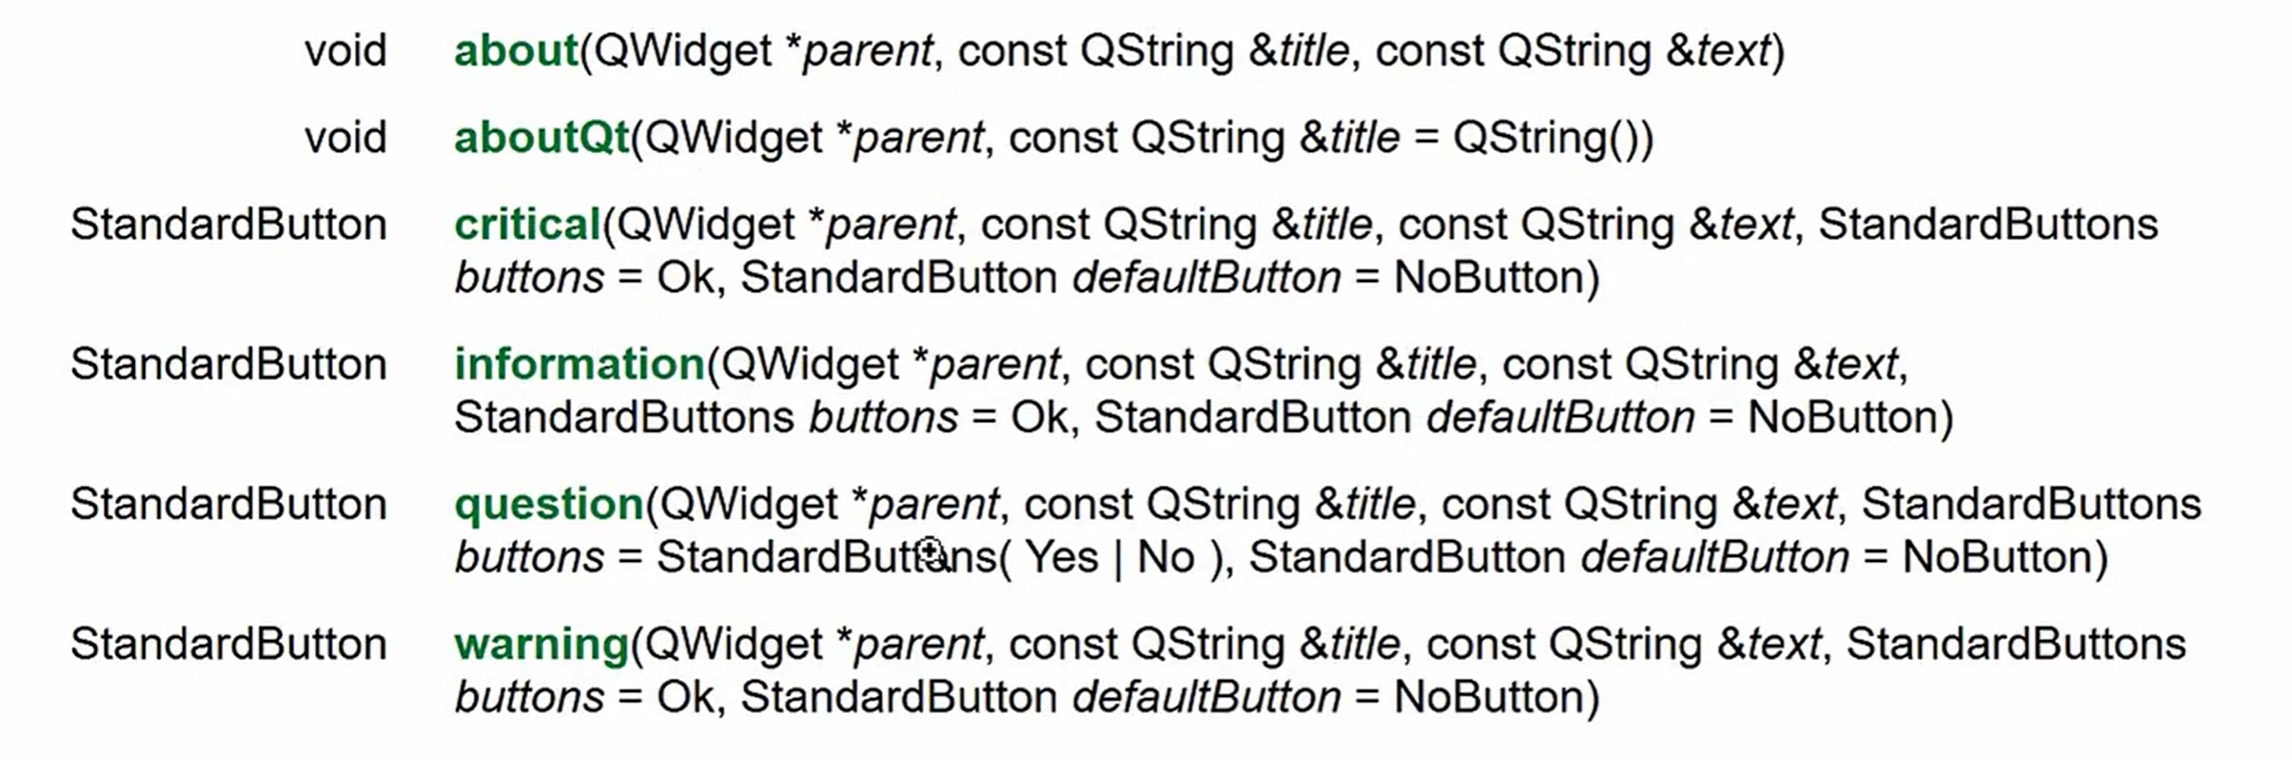 void about(QWidget *parent, const QString &title, const QString &text)
void aboutQt(QWidget *parent, const QString &title = QString())
StandardButton critical(QWidget *parent, const QString &title, const QString &text, StandardButtons
buttons = Ok, StandardButton defaultButton = NoButton)
StandardButton information(QWidget *parent, const QString &title, const QString &text,
StandardButtons buttons = Ok, StandardButton defaultButton = NoButton)
StandardButton question(QWidget *parent, const QString &title, const QString &text, StandardButtons
buttons = StandardButtons( Yes | No ), StandardButton defaultButton = NoButton)
StandardButton warning(QWidget *parent, const QString &title, const QString &text, StandardButtons
buttons = Ok, StandardButton defaultButton = NoButton)